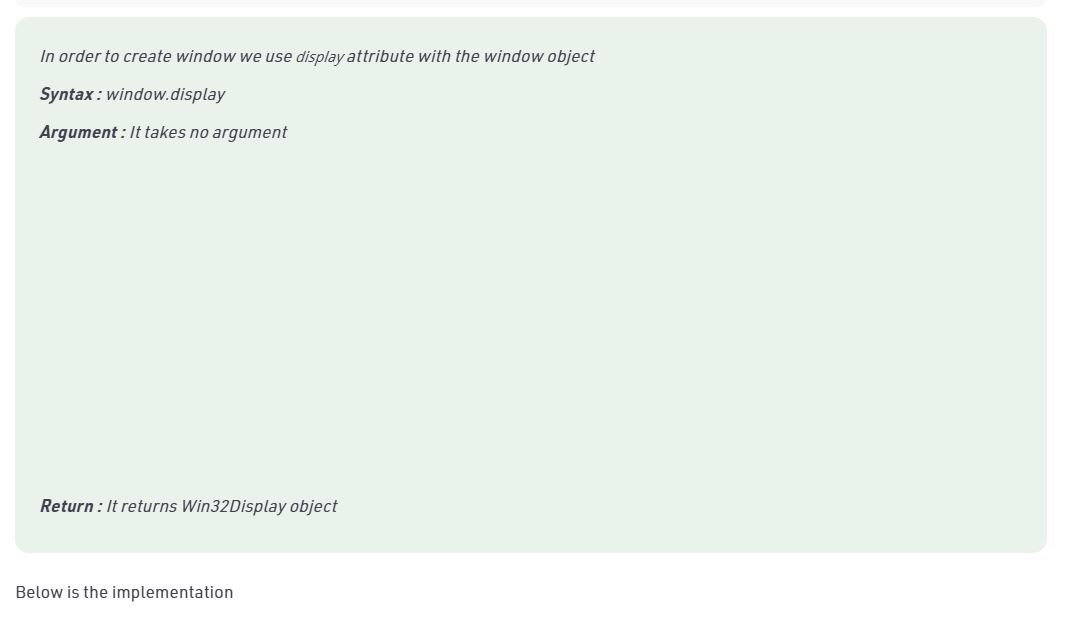 In order to create window we use display attribute with the window object
Syntax : window.display
Argument : It takes no argument
Return : It returns Win32Display object
Below is the implementation